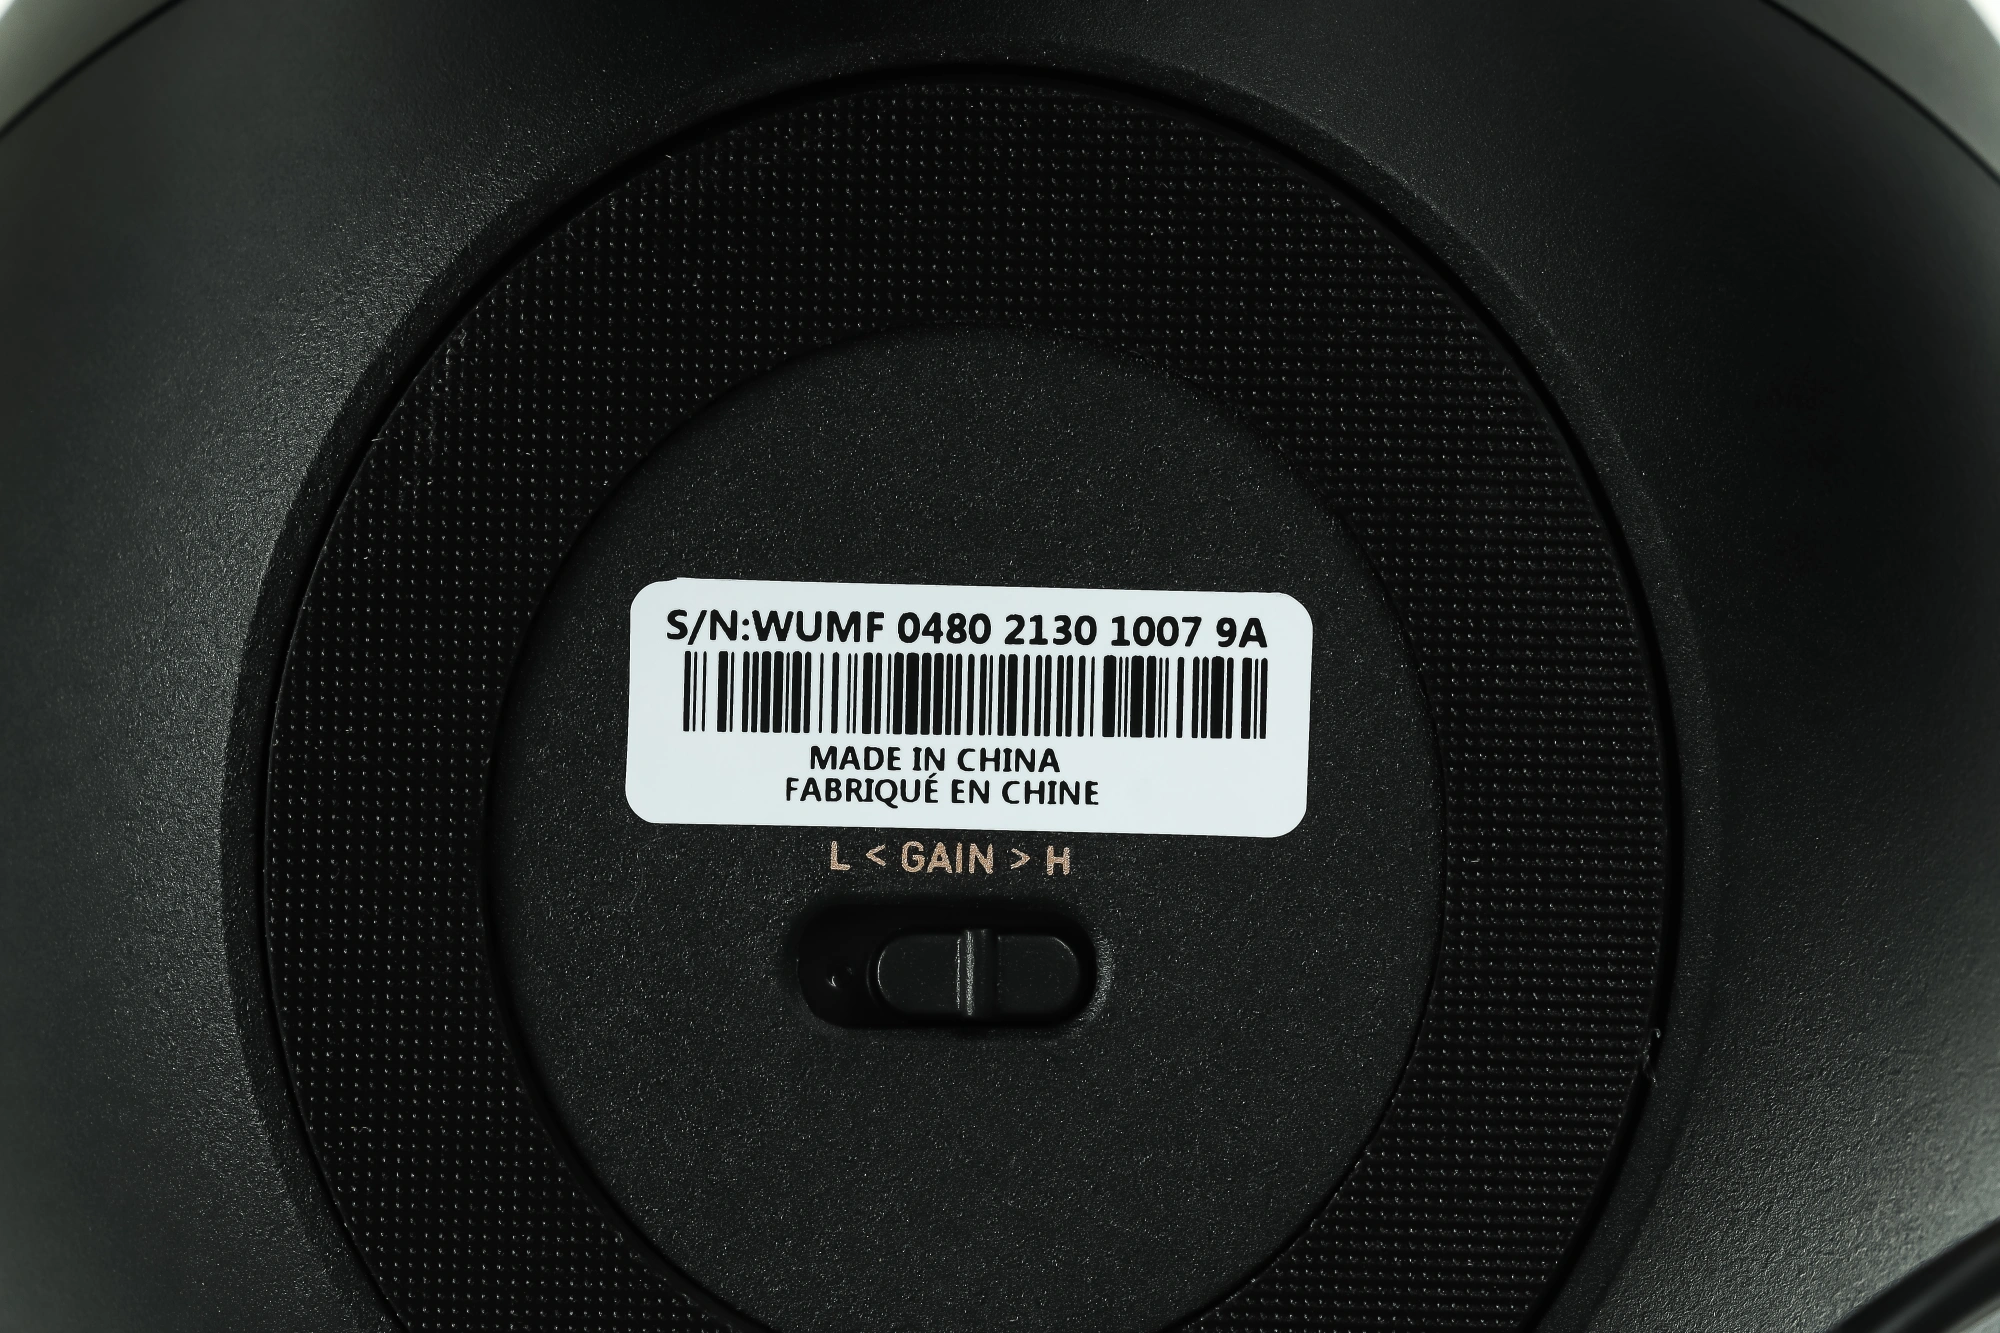 S/N:WUMF 0480 2130 1007 9A
MADE IN CHINA
FABRIQUÉ EN CHINE
L < GAIN > H